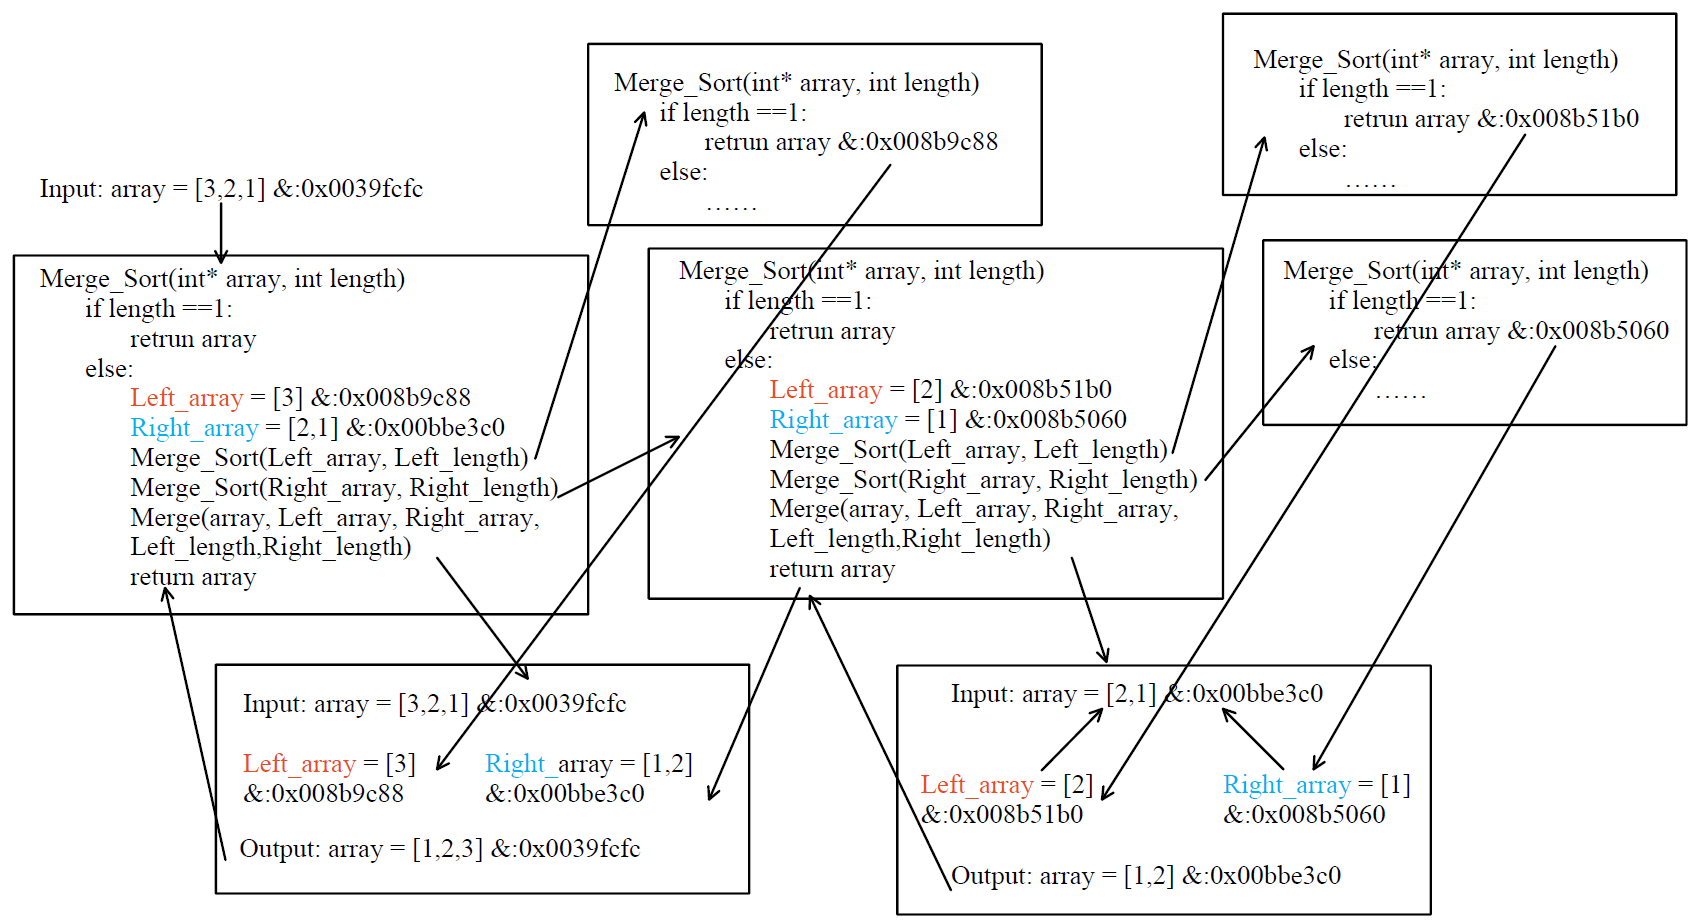 Input: array = [3,2,1] &:0x0039fcfc
Merge_Sort(int* array, int length)
if length ==1:
retrun array
else:
Left_array = [3] &:0x008b9c88
Right_array = [2,1] &:0x00bbe3c0
Merge_Sort(Left_array, Left_length)
Merge_Sort(Right_array, Right_length)
Merge(array, Left_array, Right_array,
Left_length,Right_length)
return array
Merge_Sort(int* array, int length)
if length ==1:
retrun array &:0x008b9c88
else:
……
Merge_Sort(int* array, int length)
if length ==1:
retrun array
else:
Left_array = [2] &:0x008b51b0
Right_array = [1] &:0x008b5060
Merge_Sort(Left_array, Left_length)
Merge_Sort(Right_array, Right_length)
Merge(array, Left_array, Right_array,
Left_length,Right_length)
return array
Merge_Sort(int* array, int length)
if length ==1:
retrun array &:0x008b51b0
else:
……
Merge_Sort(int* array, int length)
if length ==1:
retrun array &:0x008b5060
else:
……
Input: array = [3,2,1] &:0x0039fcfc
Left_array = [3]
&:0x008b9c88
Right_array = [1,2]
&:0x00bbe3c0
Output: array = [1,2,3] &:0x0039fcfc
Input: array = [2,1] &:0x00bbe3c0
Left_array = [2]
&:0x008b51b0
Right_array = [1]
&:0x008b5060
Output: array = [1,2] &:0x00bbe3c0